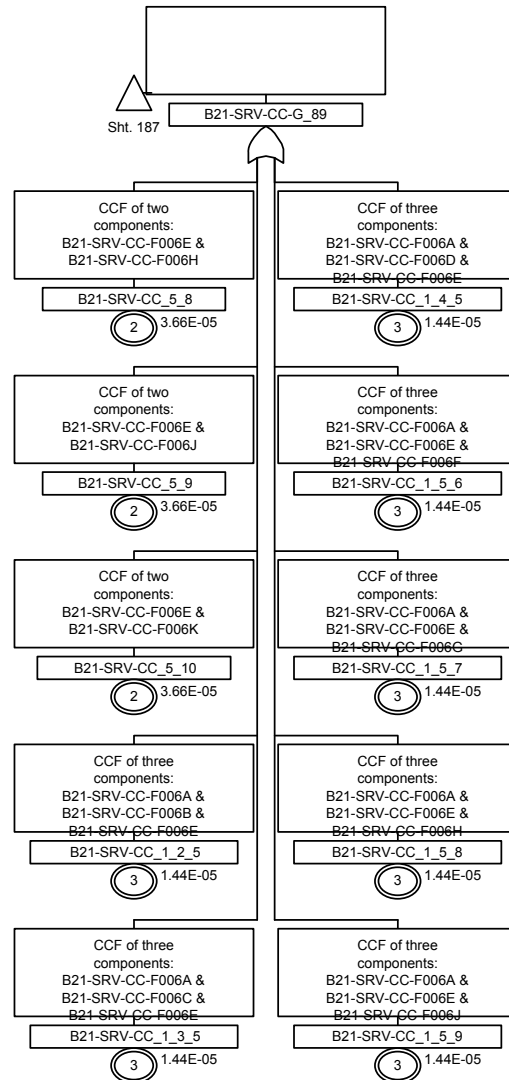 Sht. 187
B21-SRV-CC-G_89
CCF of two
components:
B21-SRV-CC-F006E &
B21-SRV-CC-F006H
B21-SRV-CC_5_8
2
3.66E-05
CCF of three
components:
B21-SRV-CC-F006A &
B21-SRV-CC-F006D &
B21-SRV-CC-F006E
B21-SRV-CC_1_4_5
3
1.44E-05
CCF of two
components:
B21-SRV-CC-F006E &
B21-SRV-CC-F006J
B21-SRV-CC_5_9
2
3.66E-05
CCF of three
components:
B21-SRV-CC-F006A &
B21-SRV-CC-F006E &
B21-SRV-CC-F006F
B21-SRV-CC_1_5_6
3
1.44E-05
CCF of two
components:
B21-SRV-CC-F006E &
B21-SRV-CC-F006K
B21-SRV-CC_5_10
2
3.66E-05
CCF of three
components:
B21-SRV-CC-F006A &
B21-SRV-CC-F006E &
B21-SRV-CC-F006G
B21-SRV-CC_1_5_7
3
1.44E-05
CCF of three
components:
B21-SRV-CC-F006A &
B21-SRV-CC-F006B &
B21-SRV-CC-F006E
B21-SRV-CC_1_2_5
3
1.44E-05
CCF of three
components:
B21-SRV-CC-F006A &
B21-SRV-CC-F006E &
B21-SRV-CC-F006H
B21-SRV-CC_1_5_8
3
1.44E-05
CCF of three
components:
B21-SRV-CC-F006A &
B21-SRV-CC-F006C &
B21-SRV-CC-F006E
B21-SRV-CC_1_3_5
3
1.44E-05
CCF of three
components:
B21-SRV-CC-F006A &
B21-SRV-CC-F006E &
B21-SRV-CC-F006J
B21-SRV-CC_1_5_9
3
1.44E-05